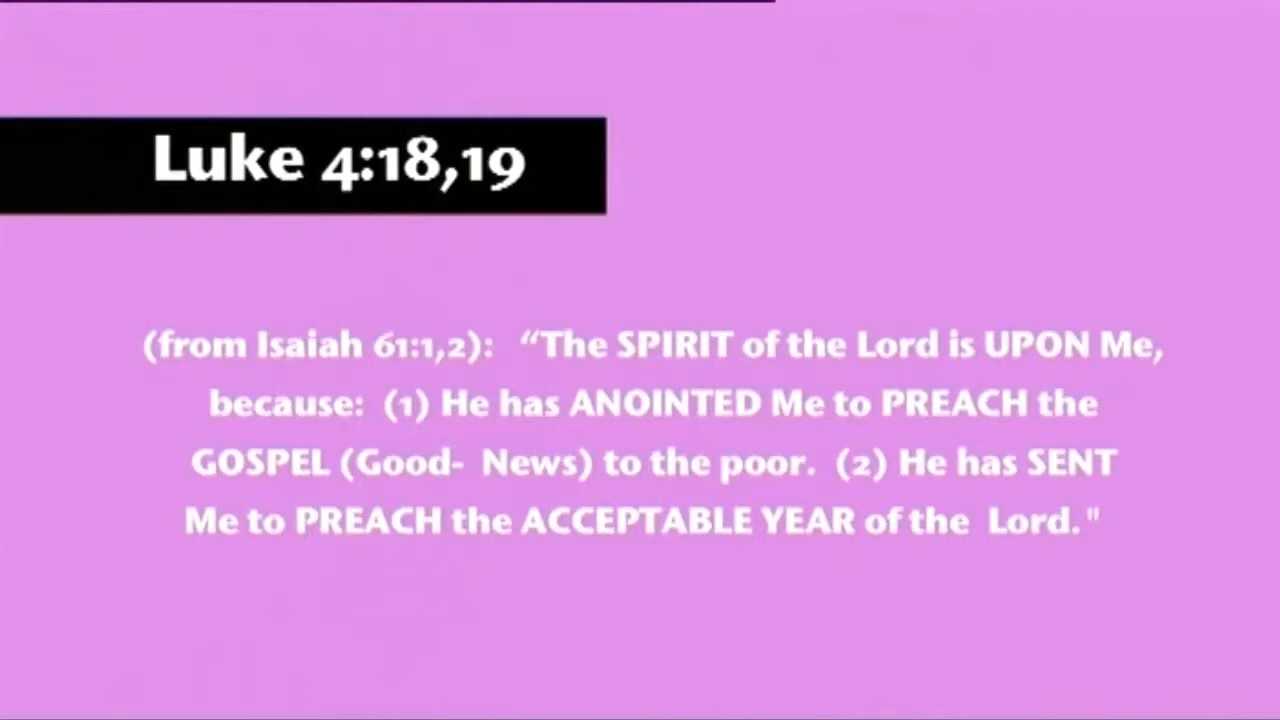 Luke 4:18,19
(from Isaiah 61:1,2): “The SPIRIT of the Lord is UPON Me,
because: (1) He has ANOINTED Me to PREACH the
GOSPEL (Good- News) to the poor. (2) He has SENT
Me to PREACH the ACCEPTABLE YEAR of the Lord."